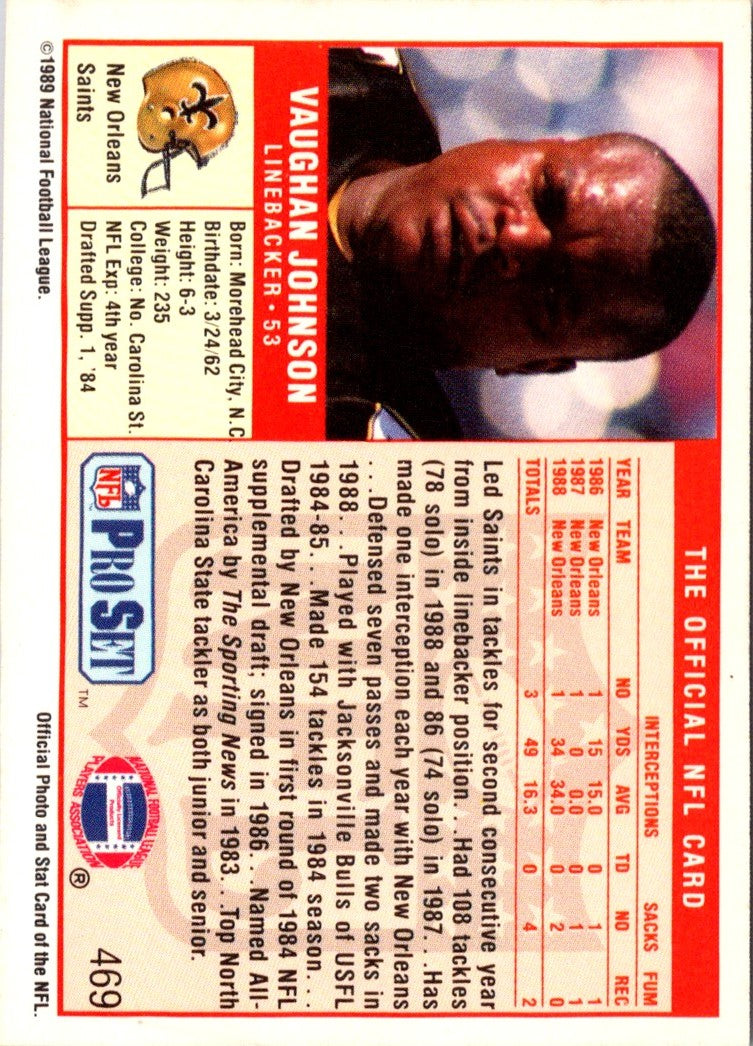 THE OFFICIAL NFL CARD
VAUGHAN JOHNSON
LINEBACKER • 53
New Orleans
Saints
Born: Morehead City, N.C.
Birthdate: 3/24/62
Height: 6-3
Weight: 235
College: No. Carolina St.
NFL Exp: 4th year
Drafted Supp. 1, '84
INTERCEPTIONS SACKS FUM
YEAR TEAM NO YDS AVG TD NO REC
1986 New Orleans 1 15 15.0 0 1 1
1987 New Orleans 1 0 0.0 0 1 1
1988 New Orleans 1 34 34.0 0 2 0
TOTALS 3 49 16.3 0 4 2
Led Saints in tackles for second consecutive year
from inside linebacker position. . .Had 108 tackles
(78 solo) in 1988 and 86 (74 solo) in 1987. . .Has
made one interception each year with New Orleans
. . .Defensed seven passes and made two sacks in
1988. . .Played with Jacksonville Bulls of USFL
1984-85. . .Made 154 tackles in 1984 season. . .
Drafted by New Orleans in first round of 1984 NFL
supplemental draft; signed in 1986. . .Named All-
America by The Sporting News in 1983. . .Top North
Carolina State tackler as both junior and senior.
NFL PRO SET TM
NATIONAL FOOTBALL LEAGUE
PLAYERS ASSOCIATION
Officially Licensed
Products
®
469
©1989 National Football League.
Official Photo and Stat Card of the NFL.